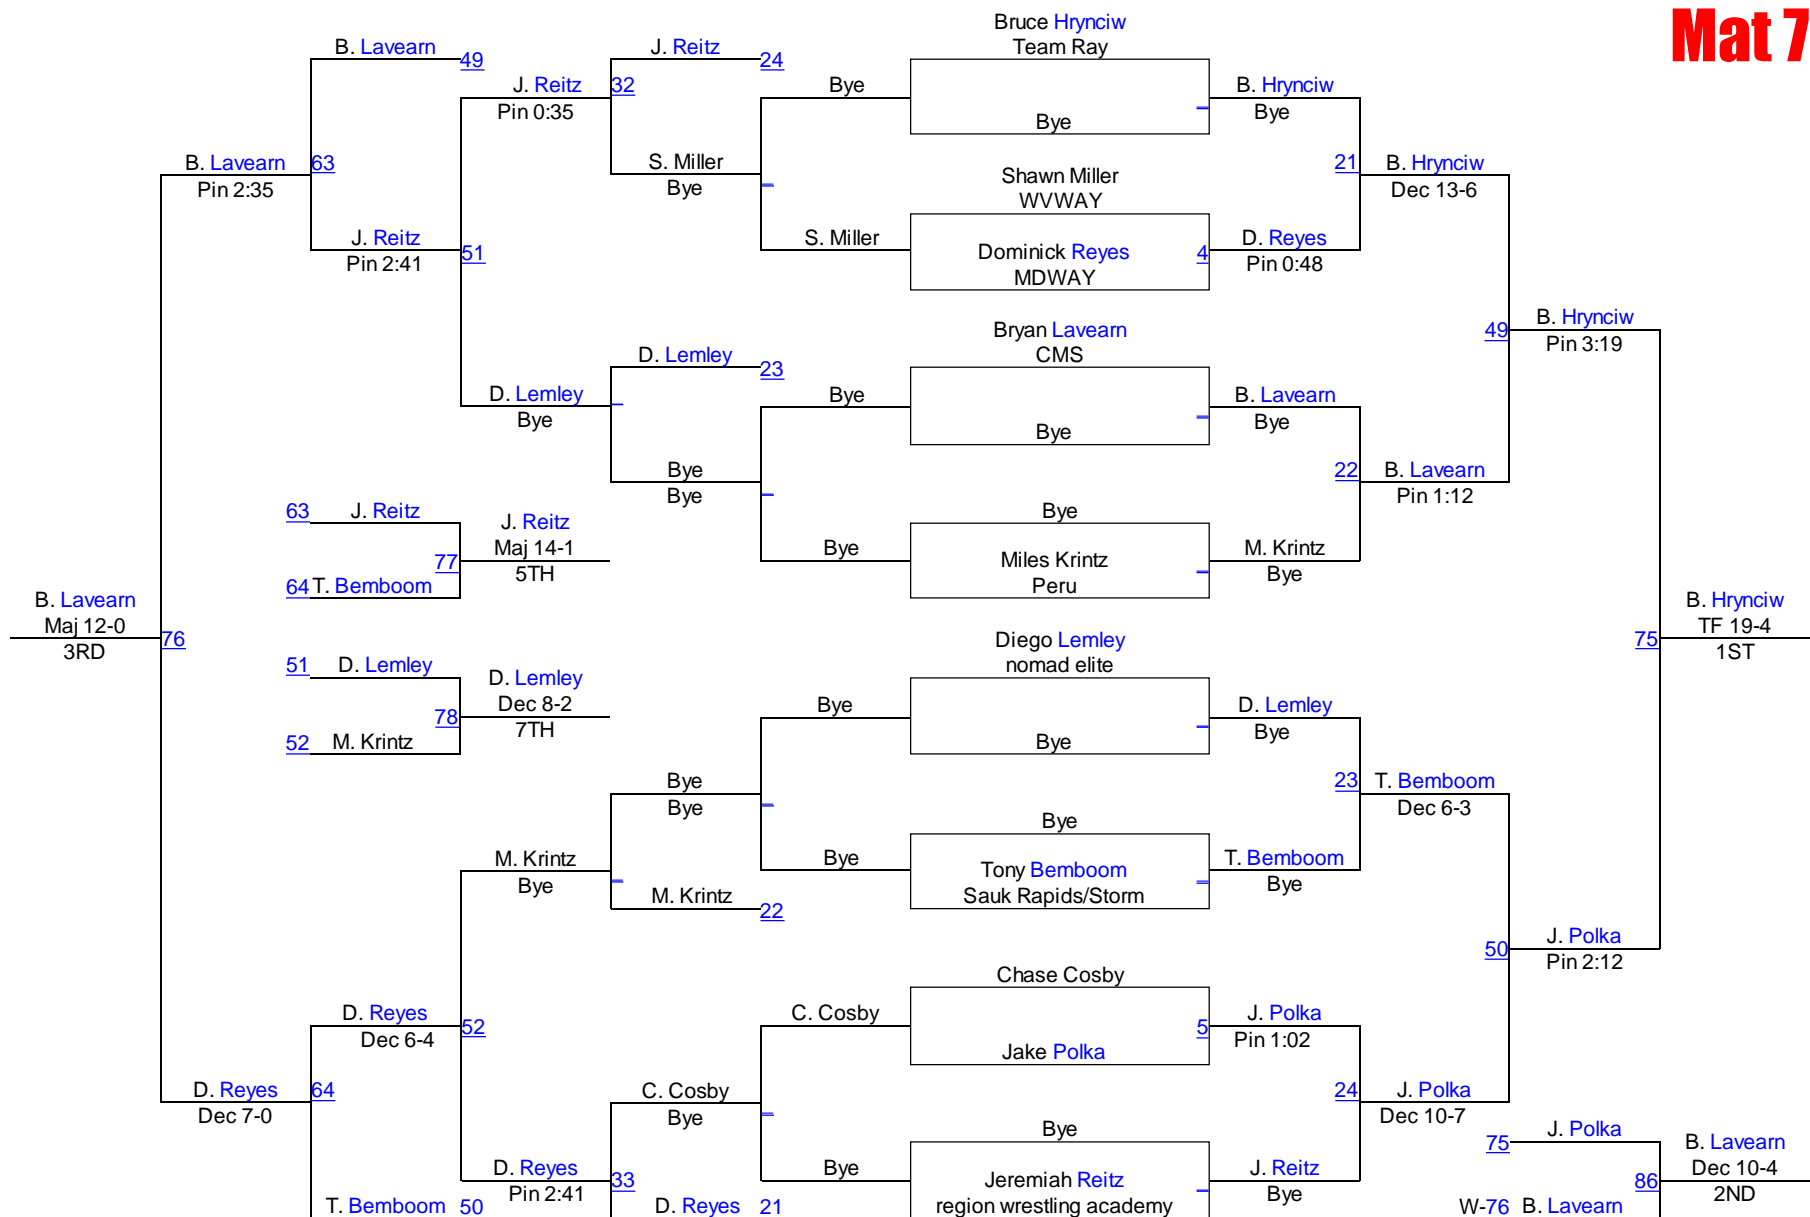 Mat 7
Bruce Hrynciw
Team Ray
B. Lavearn
49
J. Reitz
24
J. Reitz
32
Pin 0:35
Bye
B. Hrynciw
Bye
Bye
B. Lavearn
63
Pin 2:35
S. Miller
Bye
Shawn Miller
WVWAY
21
B. Hrynciw
Dec 13-6
J. Reitz
51
Pin 2:41
S. Miller
Dominick Reyes
MDWAY
4
D. Reyes
Pin 0:48
Bryan Lavearn
CMS
49
B. Hrynciw
Pin 3:19
D. Lemley
23
D. Lemley
Bye
Bye
B. Lavearn
Bye
Bye
Bye
Bye
22
B. Lavearn
Pin 1:12
63
J. Reitz
77
64
T. Bemboom
J. Reitz
Maj 14-1
5TH
Bye
Bye
Miles Krintz
Peru
M. Krintz
Bye
B. Lavearn
Maj 12-0
3RD
76
Diego Lemley
nomad elite
75
B. Hrynciw
TF 19-4
1ST
51
D. Lemley
78
52
M. Krintz
D. Lemley
Dec 8-2
7TH
Bye
Bye
D. Lemley
Bye
Bye
Bye
23
T. Bemboom
Dec 6-3
M. Krintz
Bye
Bye
Bye
Tony Bemboom
Sauk Rapids/Storm
T. Bemboom
Bye
M. Krintz
22
50
J. Polka
Pin 2:12
Chase Cosby
D. Reyes
52
Dec 6-4
C. Cosby
Jake Polka
5
J. Polka
Pin 1:02
D. Reyes
64
Dec 7-0
C. Cosby
Bye
24
J. Polka
Dec 10-7
Bye
D. Reyes
33
Pin 2:41
Bye
Jeremiah Reitz
region wrestling academy
J. Reitz
Bye
75
J. Polka
86
B. Lavearn
Dec 10-4
2ND
T. Bemboom
50
D. Reyes
21
W-76
B. Lavearn